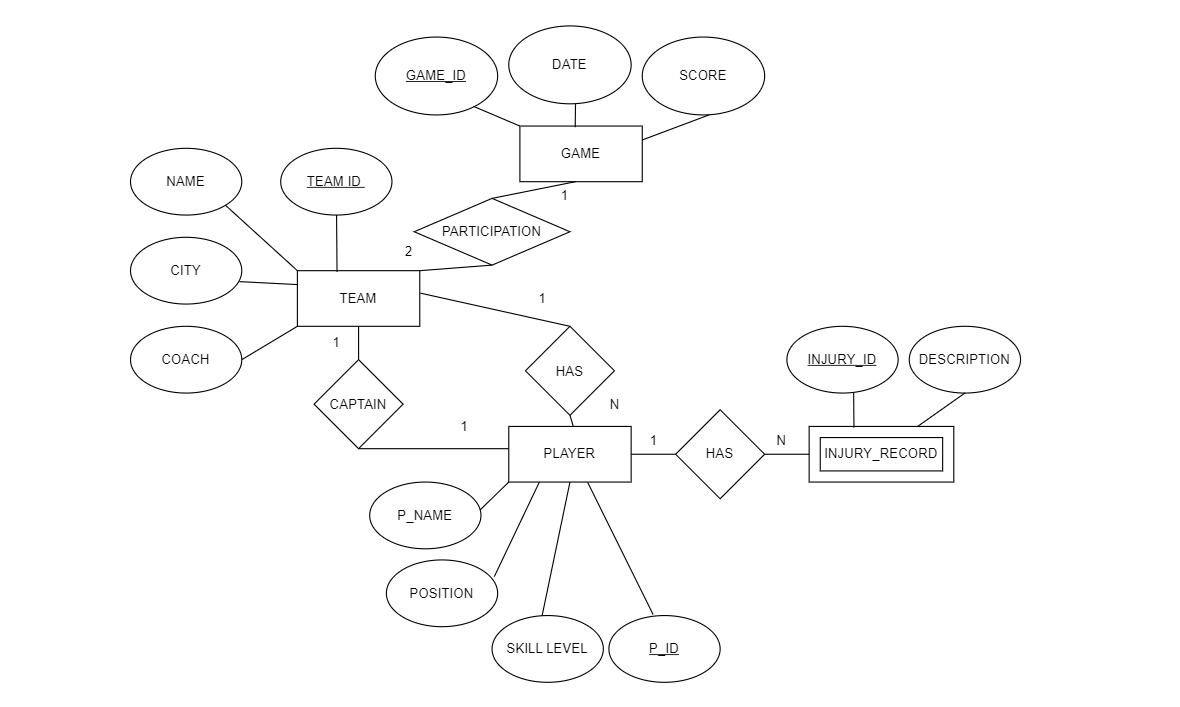 GAME_ID
DATE
SCORE
GAME
NAME
TEAM ID
1
PARTICIPATION
2
CITY
TEAM
1
1
COACH
HAS
INJURY_ID
DESCRIPTION
CAPTAIN
N
1
PLAYER
1
HAS
N
INJURY_RECORD
P_NAME
POSITION
SKILL LEVEL
P_ID